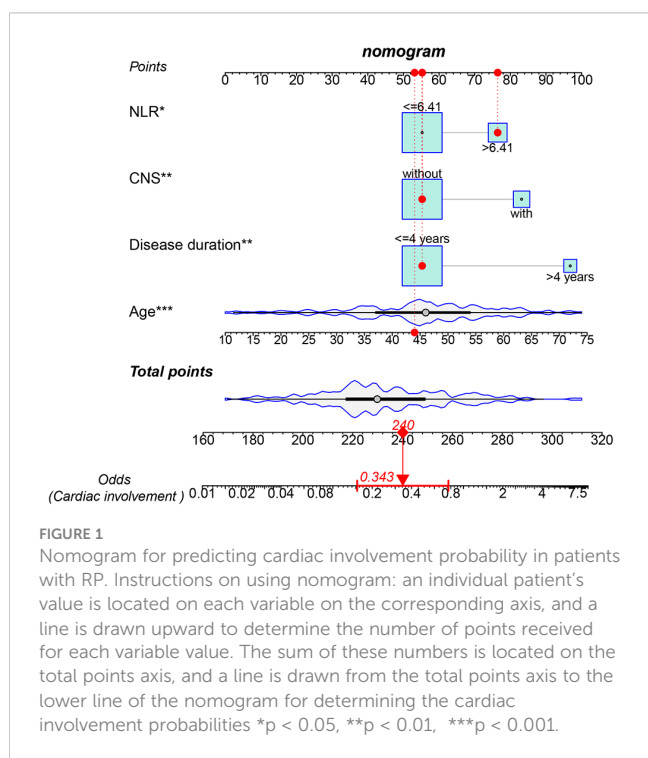 nomogram
Points
0 10 20 30 40 50 60 70 80 90 100
<=6.41
NLR*
>6.41
without
CNS**
with
<=4 years
Disease duration**
>4 years
Age***
10 15 20 25 30 35 40 45 50 55 60 65 70 75
Total points
240
160 180 200 220 240 260 280 300 320
Odds
(Cardiac involvement )
0.343
0.01 0.02 0.04 0.08 0.2 0.4 0.8 2 4 7.5
FIGURE 1
Nomogram for predicting cardiac involvement probability in patients
with RP. Instructions on using nomogram: an individual patient's
value is located on each variable on the corresponding axis, and a
line is drawn upward to determine the number of points received
for each variable value. The sum of these numbers is located on the
total points axis, and a line is drawn from the total points axis to the
lower line of the nomogram for determining the cardiac
involvement probabilities *p < 0.05, **p < 0.01, ***p < 0.001.